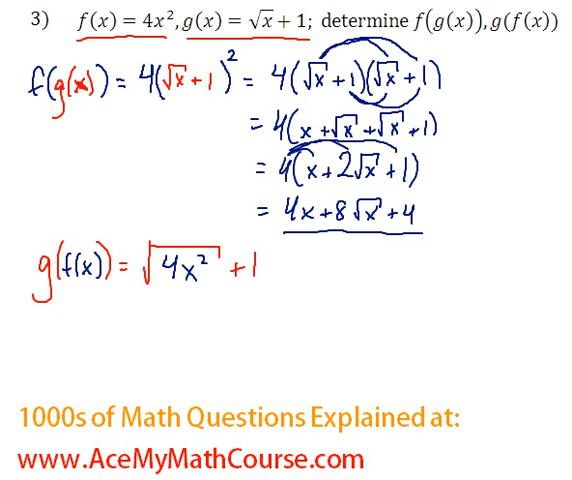 3) f(x) = 4x², g(x) = √x + 1; determine f(g(x)), g(f(x))
f(g(x)) = 4(√x + 1)² = 4(√x + 1)(√x + 1)
= 4(x + √x + √x + 1)
= 4(x + 2√x + 1)
= 4x + 8√x + 4
g(f(x)) = √4x² + 1
1000s of Math Questions Explained at:
www.AceMyMathCourse.com